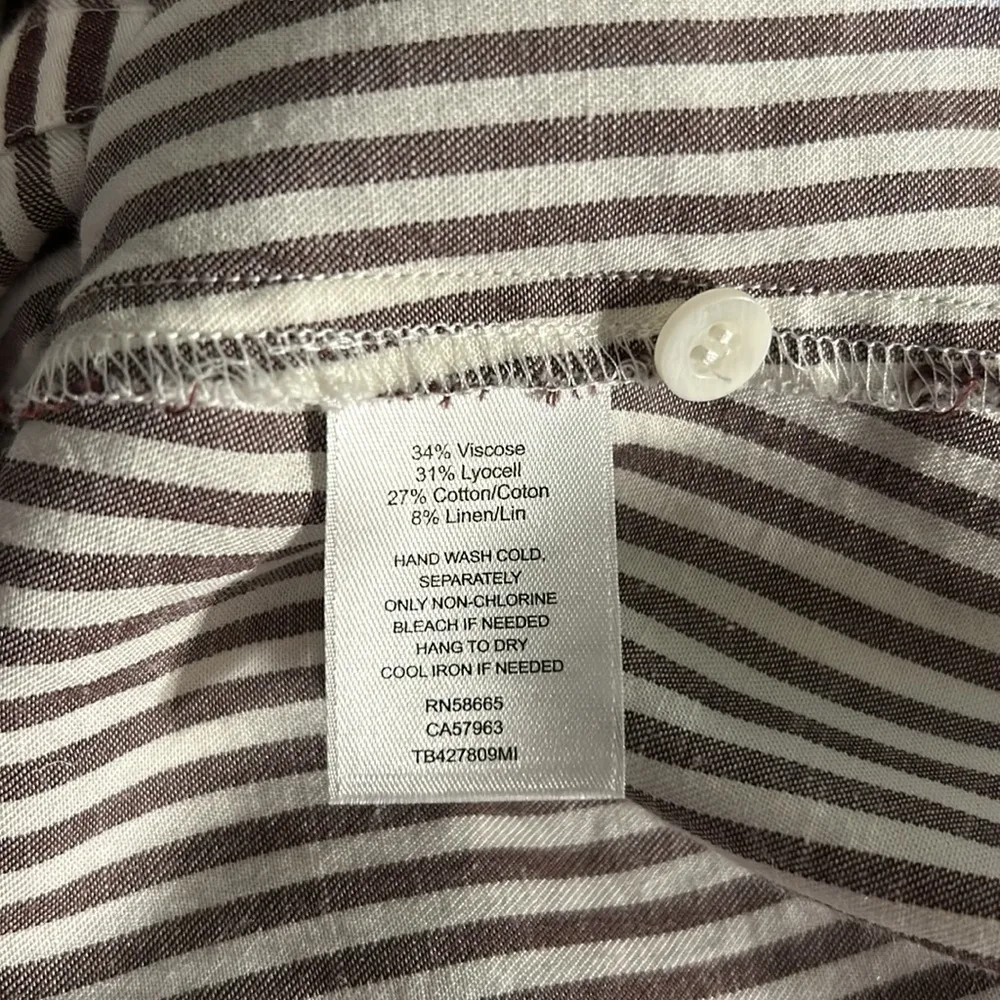 34% Viscose
31% Lyocell
27% Cotton/Coton
8% Linen/Lin
HAND WASH COLD,
SEPARATELY
ONLY NON-CHLORINE
BLEACH IF NEEDED
HANG TO DRY
COOL IRON IF NEEDED
RN58665
CA57963
TB427809MI